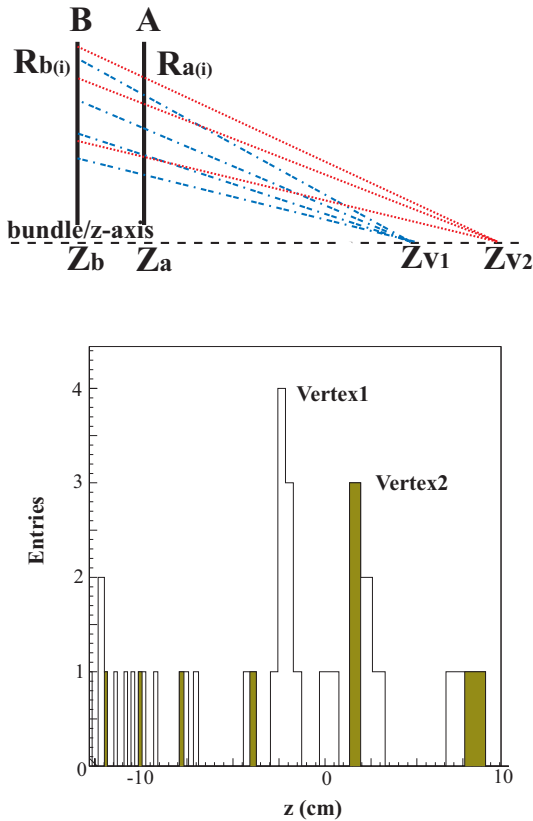 B A
Rb(i) Ra(i)
bundle/z-axis
Zb Za Zv1 Zv2
4
Vertex1
3
Vertex2
Entries
2
1
0
-10 0 10
z (cm)